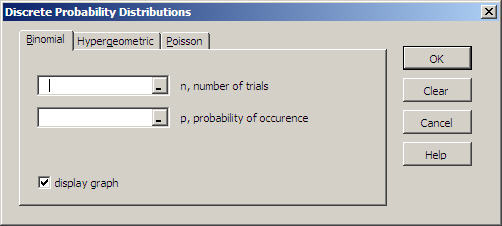 Discrete Probability Distributions
Binomial Hypergeometric Poisson
OK
n, number of trials
Clear
p, probability of occurence
Cancel
Help
display graph